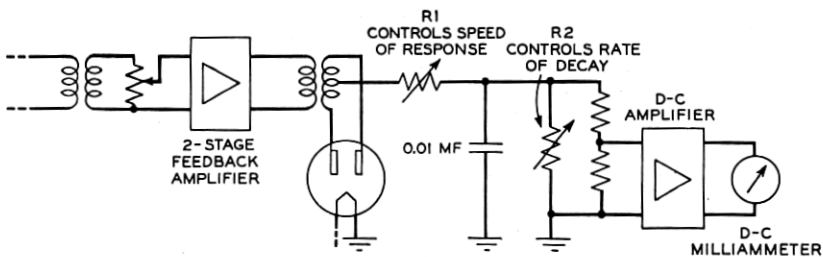 R1
CONTROLS SPEED
OF RESPONSE
R2
CONTROLS RATE
OF DECAY
D-C
AMPLIFIER
2-STAGE
FEEDBACK
AMPLIFIER
0.01 MF
D-C
MILLIAMMETER